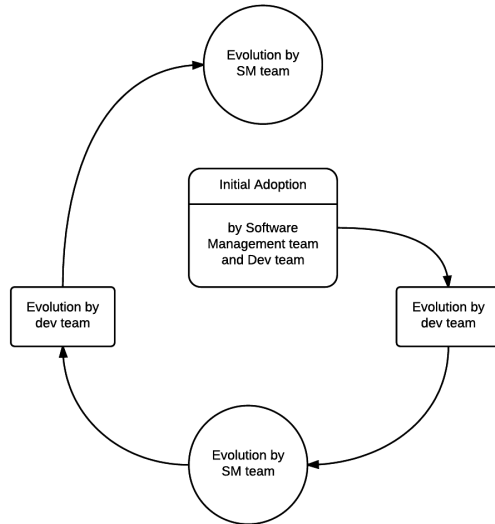 Evolution by
SM team
Initial Adoption
by Software
Management team
and Dev team
Evolution by
dev team
Evolution by
dev team
Evolution by
SM team